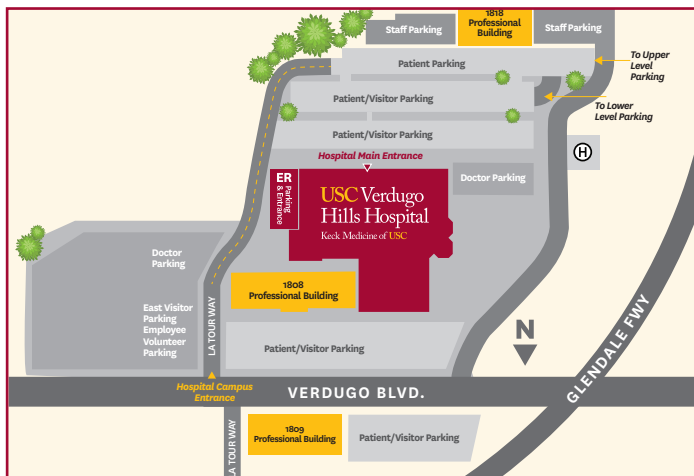 1818
Professional
Building
Staff Parking
Staff Parking
Patient Parking
To Upper
Level
Parking
Patient/Visitor Parking
To Lower
Level Parking
Patient/Visitor Parking
Hospital Main Entrance
H
ER
Parking
& Entrance
Doctor Parking
USC Verdugo
Hills Hospital
Keck Medicine of USC
Doctor
Parking
1808
Professional Building
East Visitor
Parking
Employee
Volunteer
Parking
LA TOUR WAY
Patient/Visitor Parking
N
GLENDALE FWY
Hospital Campus
Entrance
VERDUGO BLVD.
LA TOUR WAY
1809
Professional Building
Patient/Visitor Parking